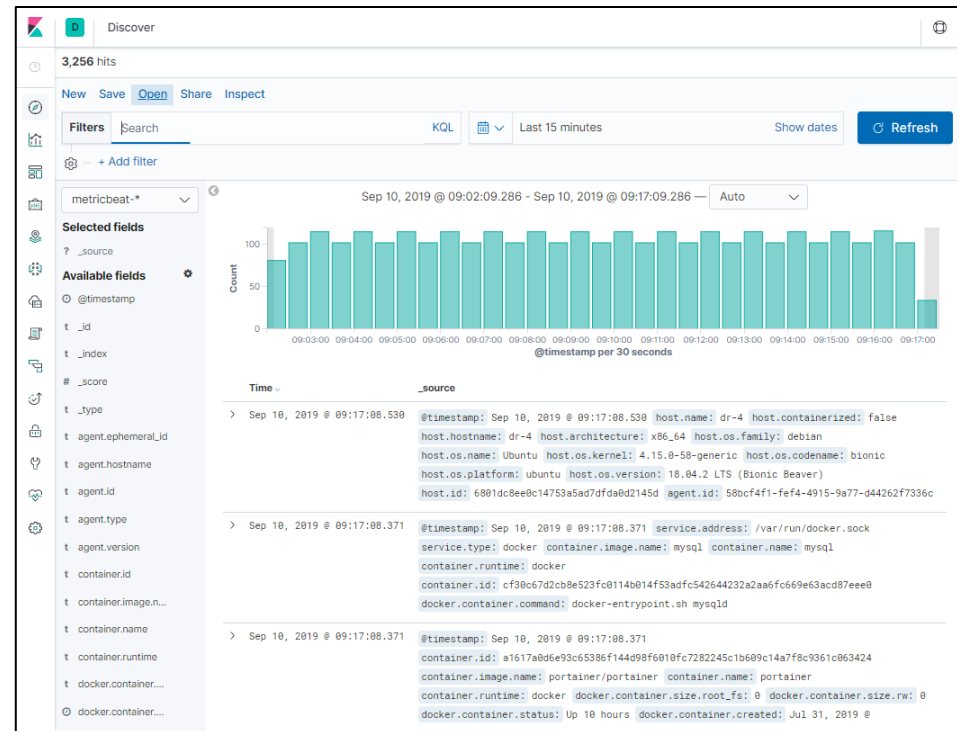 D Discover
3,256 hits
New Save Open Share Inspect
Filters Search KQL Last 15 minutes Show dates Refresh
+ Add filter
metricbeat-*
Selected fields
? _source
Available fields
@timestamp
t _id
t _index
# _score
t _type
t agent.ephemeral_id
t agent.hostname
t agent.id
t agent.type
t agent.version
t container.id
t container.image.n...
t container.name
t container.runtime
t docker.container....
docker.container....
Sep 10, 2019 @ 09:02:09.286 - Sep 10, 2019 @ 09:17:09.286 — Auto
Count
100
50
0
09:03:00 09:04:00 09:05:00 09:06:00 09:07:00 09:08:00 09:09:00 09:10:00 09:11:00 09:12:00 09:13:00 09:14:00 09:15:00 09:16:00 09:17:00
@timestamp per 30 seconds
Time _source
Sep 10, 2019 @ 09:17:08.530 @timestamp: Sep 10, 2019 @ 09:17:08.530 host.name: dr-4 host.containerized: false
host.hostname: dr-4 host.architecture: x86_64 host.os.family: debian
host.os.name: Ubuntu host.os.kernel: 4.15.0-58-generic host.os.codename: bionic
host.os.platform: ubuntu host.os.version: 18.04.2 LTS (Bionic Beaver)
host.id: 6801dc8ee0c14753a5ad7dfda0d2145d agent.id: 58bcf4f1-fef4-4915-9a77-d44262f7336c
Sep 10, 2019 @ 09:17:08.371 @timestamp: Sep 10, 2019 @ 09:17:08.371 service.address: /var/run/docker.sock
service.type: docker container.image.name: mysql container.name: mysql
container.runtime: docker
container.id: cf30c67d2cb8e523fc0114b014f53adfc542644232a2aa6fc669e63acd87eee0
docker.container.command: docker-entrypoint.sh mysqld
Sep 10, 2019 @ 09:17:08.371 @timestamp: Sep 10, 2019 @ 09:17:08.371
container.id: a1617a0d6e93c65386f144d98f6010fc7282245c1b609c14a7f8c9361c063424
container.image.name: portainer/portainer container.name: portainer
container.runtime: docker docker.container.size.root_fs: 0 docker.container.size.rw: 0
docker.container.status: Up 10 hours docker.container.created: Jul 31, 2019 @